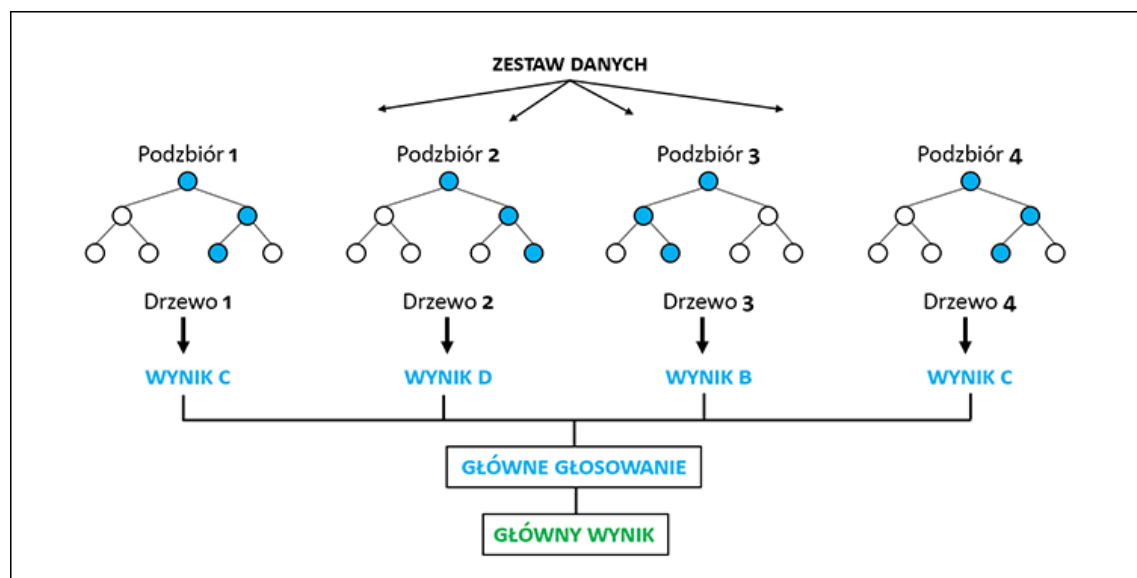 ZESTAW DANYCH
Podzbiór 1
Podzbiór 2
Podzbiór 3
Podzbiór 4
Drzewo 1
Drzewo 2
Drzewo 3
Drzewo 4
WYNIK C
WYNIK D
WYNIK B
WYNIK C
GŁÓWNE GŁOSOWANIE
GŁÓWNY WYNIK